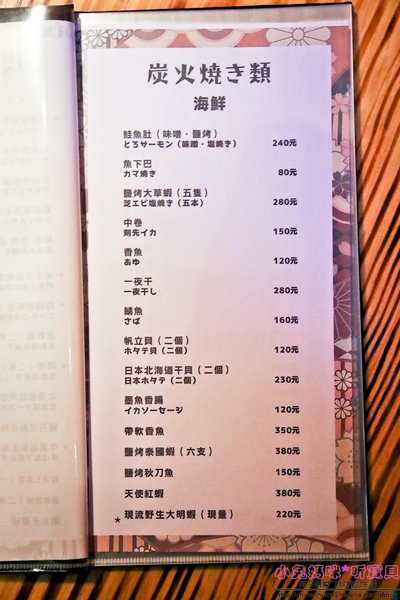 炭火焼き類
海鮮
鮭魚肚（味噌・鹽烤）
とろサーモン（味噌・塩焼き） 240元
魚下巴
カマ焼き 80元
鹽烤大草蝦（五隻）
芝エビ塩焼き（五本） 280元
中卷
剣先イカ 150元
香魚
あゆ 120元
一夜干
一夜干し 280元
鯖魚
さば 160元
帆立貝（二個）
ホタテ貝（二個） 120元
日本北海道干貝（二個）
日本ホタテ（二個） 230元
墨魚香腸
イカソーセージ 120元
帶軟香魚 350元
鹽烤泰國蝦（六支） 380元
鹽烤秋刀魚 150元
天使紅蝦 380元
★現流野生大明蝦（現量） 220元
小兔媽咪★听寶貝